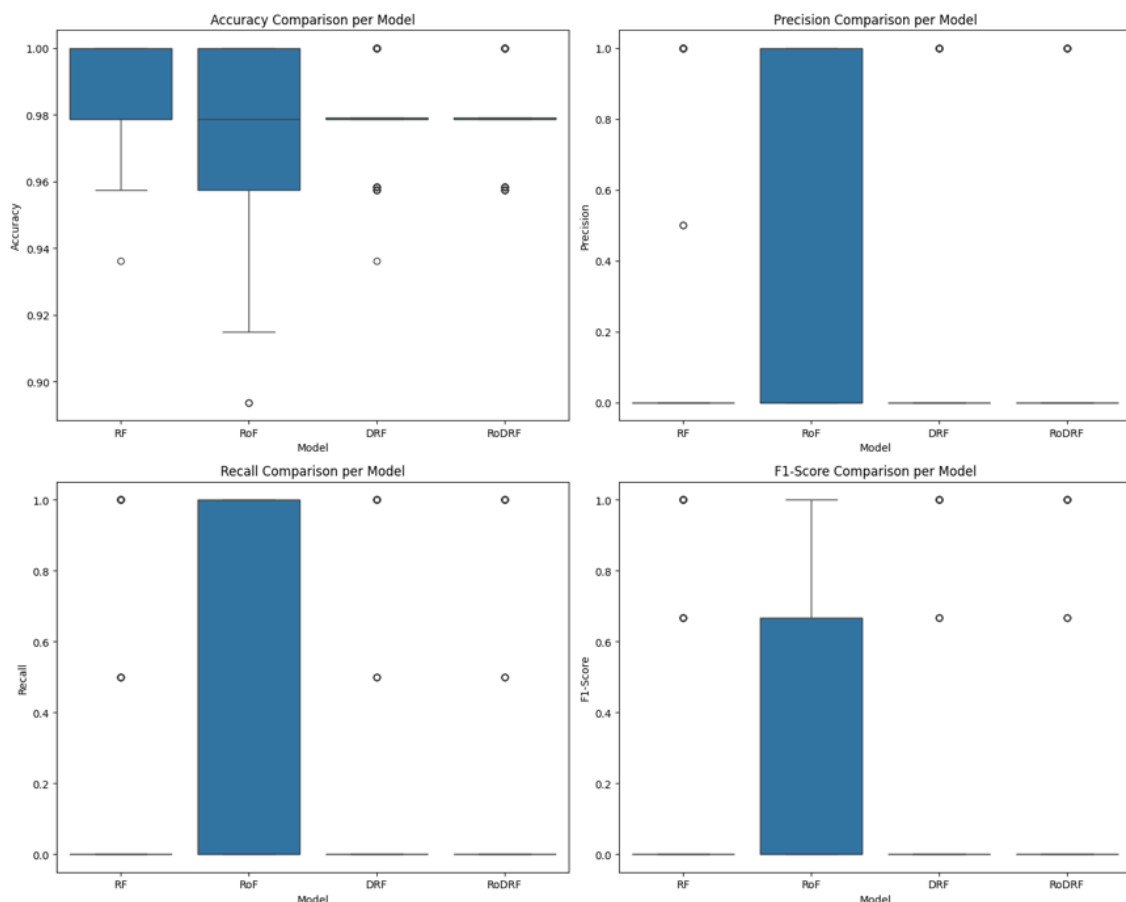 Accuracy Comparison per Model
1.00
0.98
0.96
0.94
0.92
0.90
Accuracy
RF
RoF
DRF
RoDRF
Model
Precision Comparison per Model
1.0
0.8
0.6
0.4
0.2
0.0
Precision
RF
RoF
DRF
RoDRF
Model
Recall Comparison per Model
1.0
0.8
0.6
0.4
0.2
0.0
Recall
RF
RoF
DRF
RoDRF
Model
F1-Score Comparison per Model
1.0
0.8
0.6
0.4
0.2
0.0
F1-Score
RF
RoF
DRF
RoDRF
Model